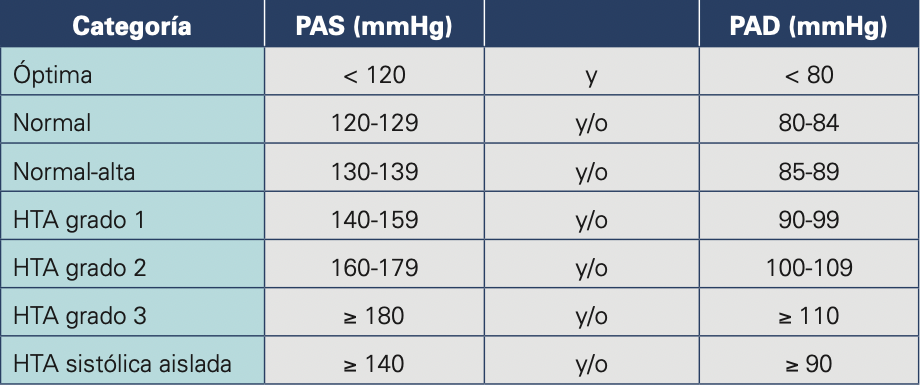 Categoría PAS (mmHg) PAD (mmHg)
Óptima < 120 y < 80
Normal 120-129 y/o 80-84
Normal-alta 130-139 y/o 85-89
HTA grado 1 140-159 y/o 90-99
HTA grado 2 160-179 y/o 100-109
HTA grado 3 ≥ 180 y/o ≥ 110
HTA sistólica aislada ≥ 140 y/o ≥ 90